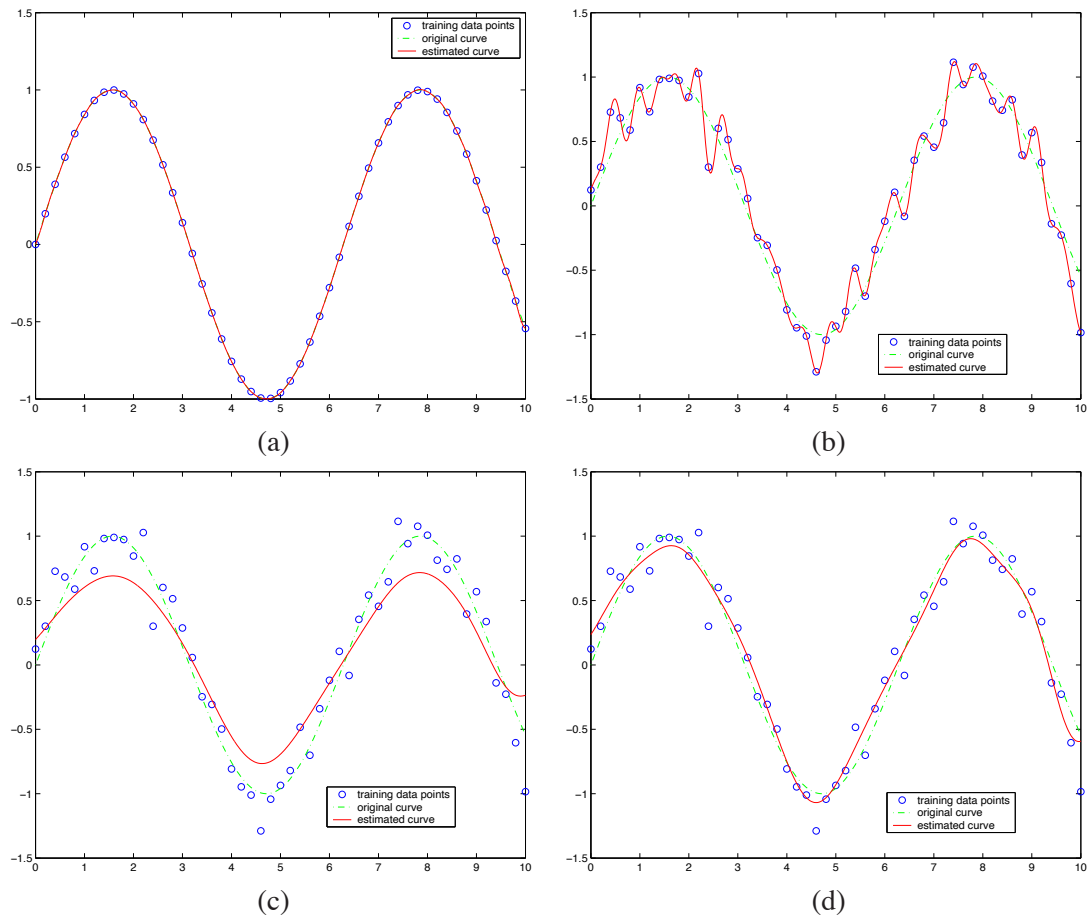 1.5
1
0.5
0
−0.5
−1
0 1 2 3 4 5 6 7 8 9 10
training data points
original curve
estimated curve
(a)
1.5
1
0.5
0
−0.5
−1
−1.5
0 1 2 3 4 5 6 7 8 9 10
training data points
original curve
estimated curve
(b)
1.5
1
0.5
0
−0.5
−1
−1.5
0 1 2 3 4 5 6 7 8 9 10
training data points
original curve
estimated curve
(c)
1.5
1
0.5
0
−0.5
−1
−1.5
0 1 2 3 4 5 6 7 8 9 10
training data points
original curve
estimated curve
(d)